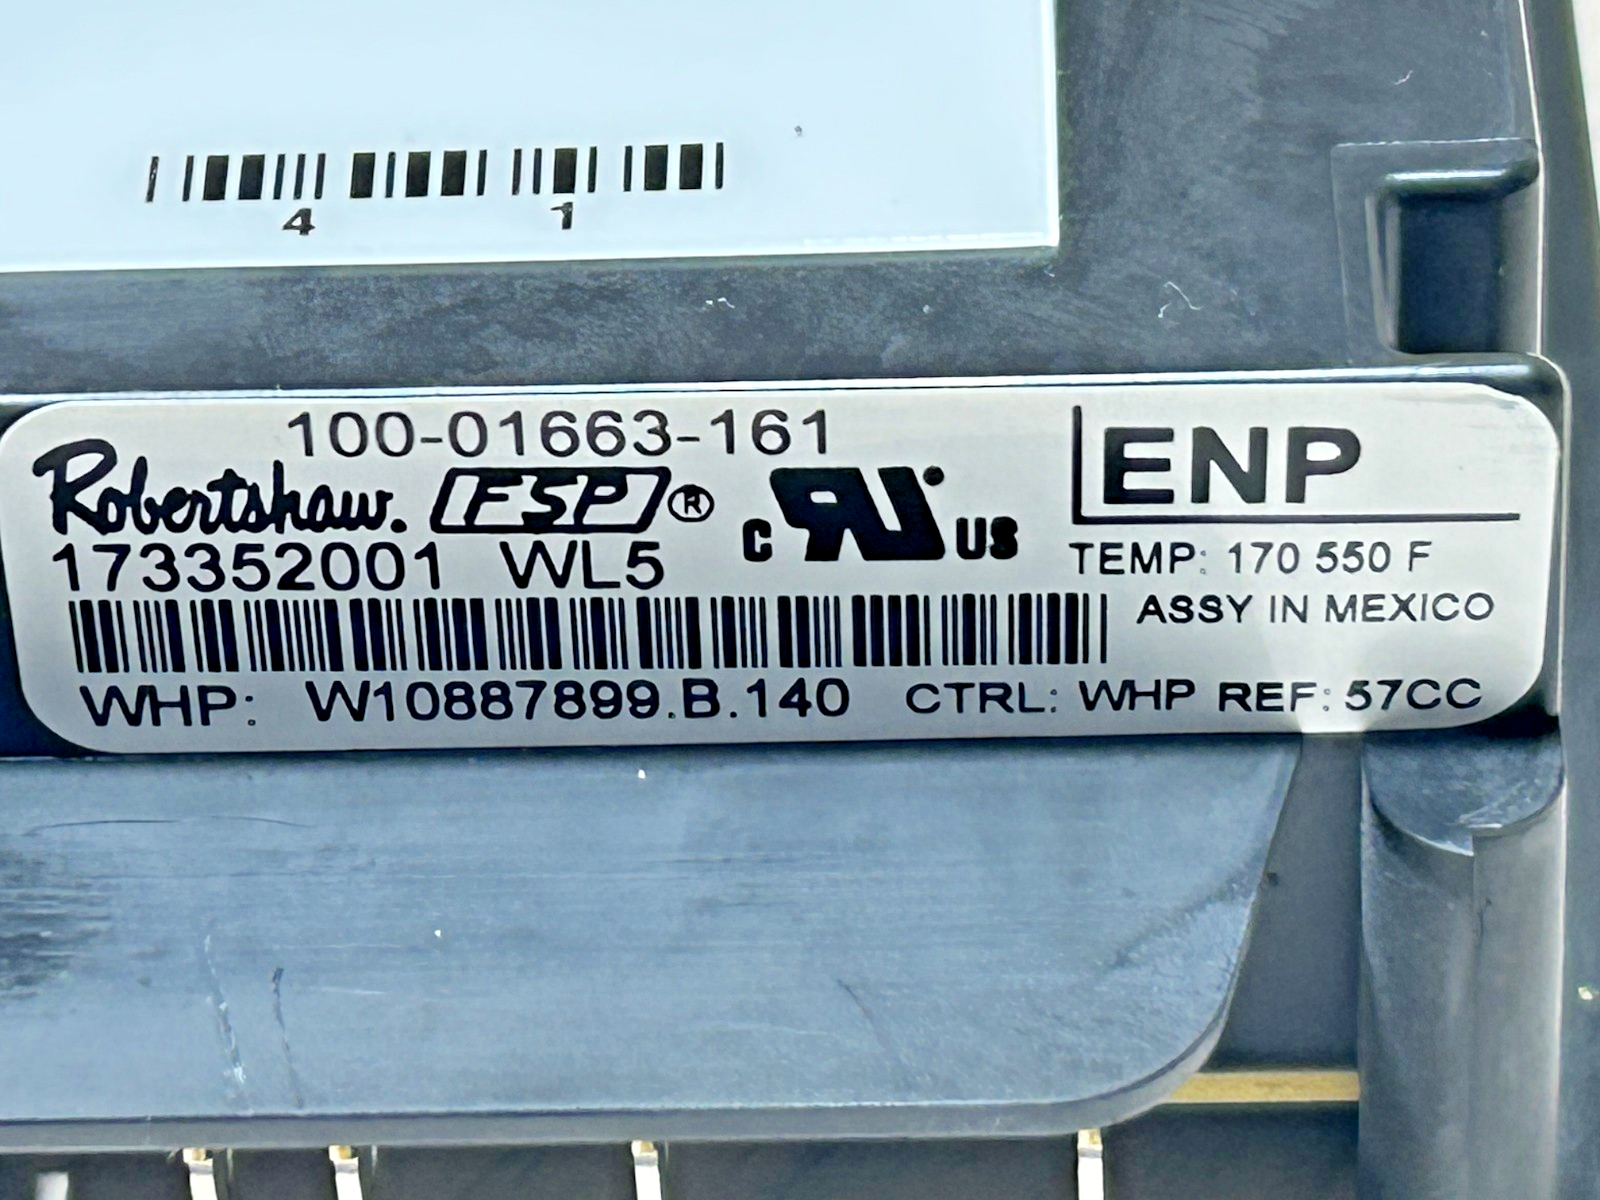 4 1
100-01663-161
Robertshaw. FSP® C RU US ENP
173352001 WL5
TEMP: 170 550 F
ASSY IN MEXICO
WHP: W10887899.B.140 CTRL: WHP REF: 57CC